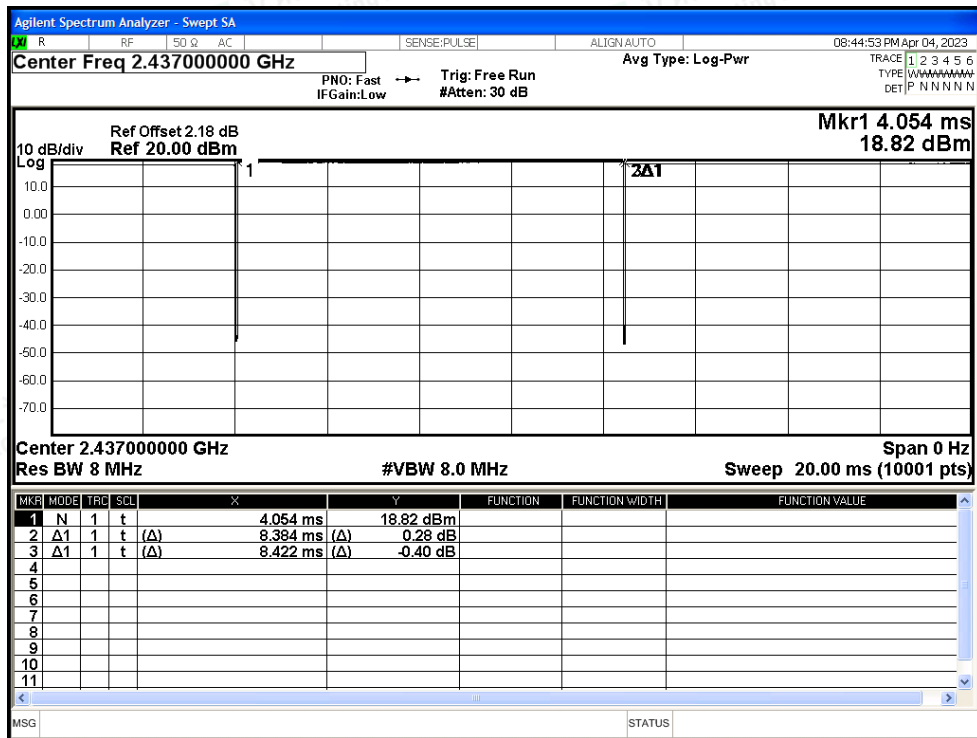 Agilent Spectrum Analyzer - Swept SA
LXI R RF 50 Ω AC SENSE:PULSE ALIGN AUTO 08:44:53 PM Apr 04, 2023
Center Freq 2.437000000 GHz
PNO: Fast
IFGain:Low
Trig: Free Run
#Atten: 30 dB
Avg Type: Log-Pwr
TRACE 1 2 3 4 5 6
TYPE
DET P N N N N N
Mkr1 4.054 ms
18.82 dBm
Ref Offset 2.18 dB
10 dB/div Ref 20.00 dBm
Log
1
3Δ1
10.0
0.00
-10.0
-20.0
-30.0
-40.0
-50.0
-60.0
-70.0
Center 2.437000000 GHz Span 0 Hz
Res BW 8 MHz #VBW 8.0 MHz Sweep 20.00 ms (10001 pts)
MKR MODE TRC SCL X Y FUNCTION FUNCTION WIDTH FUNCTION VALUE
1 N 1 t 4.054 ms 18.82 dBm
2 Δ1 1 t (Δ) 8.384 ms (Δ) 0.28 dB
3 Δ1 1 t (Δ) 8.422 ms (Δ) -0.40 dB
4
5
6
7
8
9
10
11
MSG STATUS